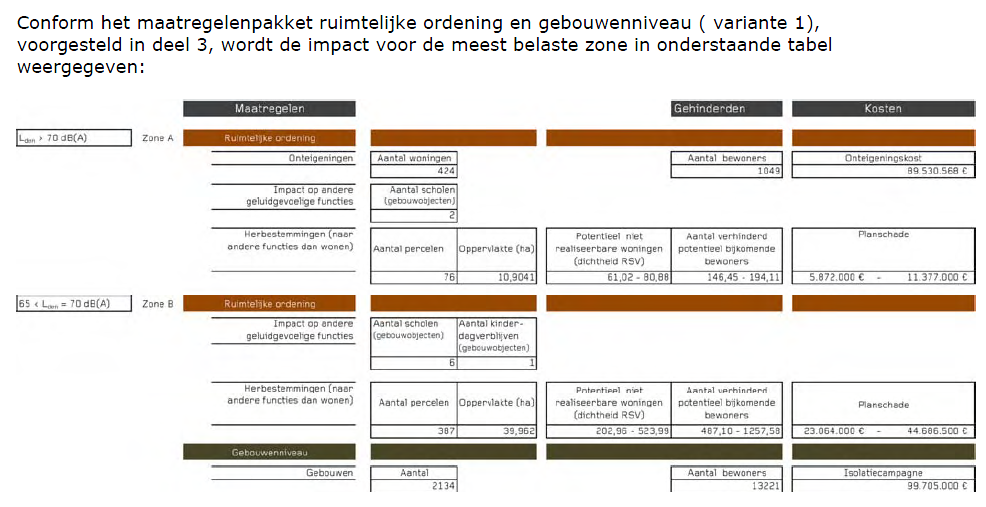 Conform het maatregelenpakket ruimtelijke ordening en gebouwenniveau ( variante 1),
voorgesteld in deel 3, wordt de impact voor de meest belaste zone in onderstaande tabel
weergegeven:
Maatregelen Gehinderden Kosten
Lden > 70 dB(A) Zone A Ruimtelijke ordening
Onteigeningen Aantal woningen Aantal bewoners Onteigeningskost
424 1049 89.530.568 €
Impact op andere Aantal scholen
geluidgevoelige functies (gebouwobjecten)
2
Herbestemmingen (naar Potentieel niet Aantal verhinderd Planschade
andere functies dan wonen) Aantal percelen Oppervlakte (ha) realiseerbare woningen potentieel bijkomende
(dichtheid RSV) bewoners
76 10,9041 61,02 - 80,88 146,45 - 194,11 5.872.000 € - 11.377.000 €
65 < Lden = 70 dB(A) Zone B Ruimtelijke ordening
Impact op andere Aantal scholen Aantal kinder-
geluidgevoelige functies (gebouwobjecten) dagverblijven
(gebouwobjecten)
6 1
Herbestemmingen (naar Potentieel niet Aantal verhinderd
andere functies dan wonen) Aantal percelen Oppervlakte (ha) realiseerbare woningen potentieel bijkomende Planschade
(dichtheid RSV) bewoners
387 39,962 202,96 - 523,99 487,10 - 1257,58 23.064.000 € - 44.686.500 €
Gebouwenniveau
Gebouwen Aantal Aantal bewoners Isolatiecampagne
2134 13221 99.705.000 €